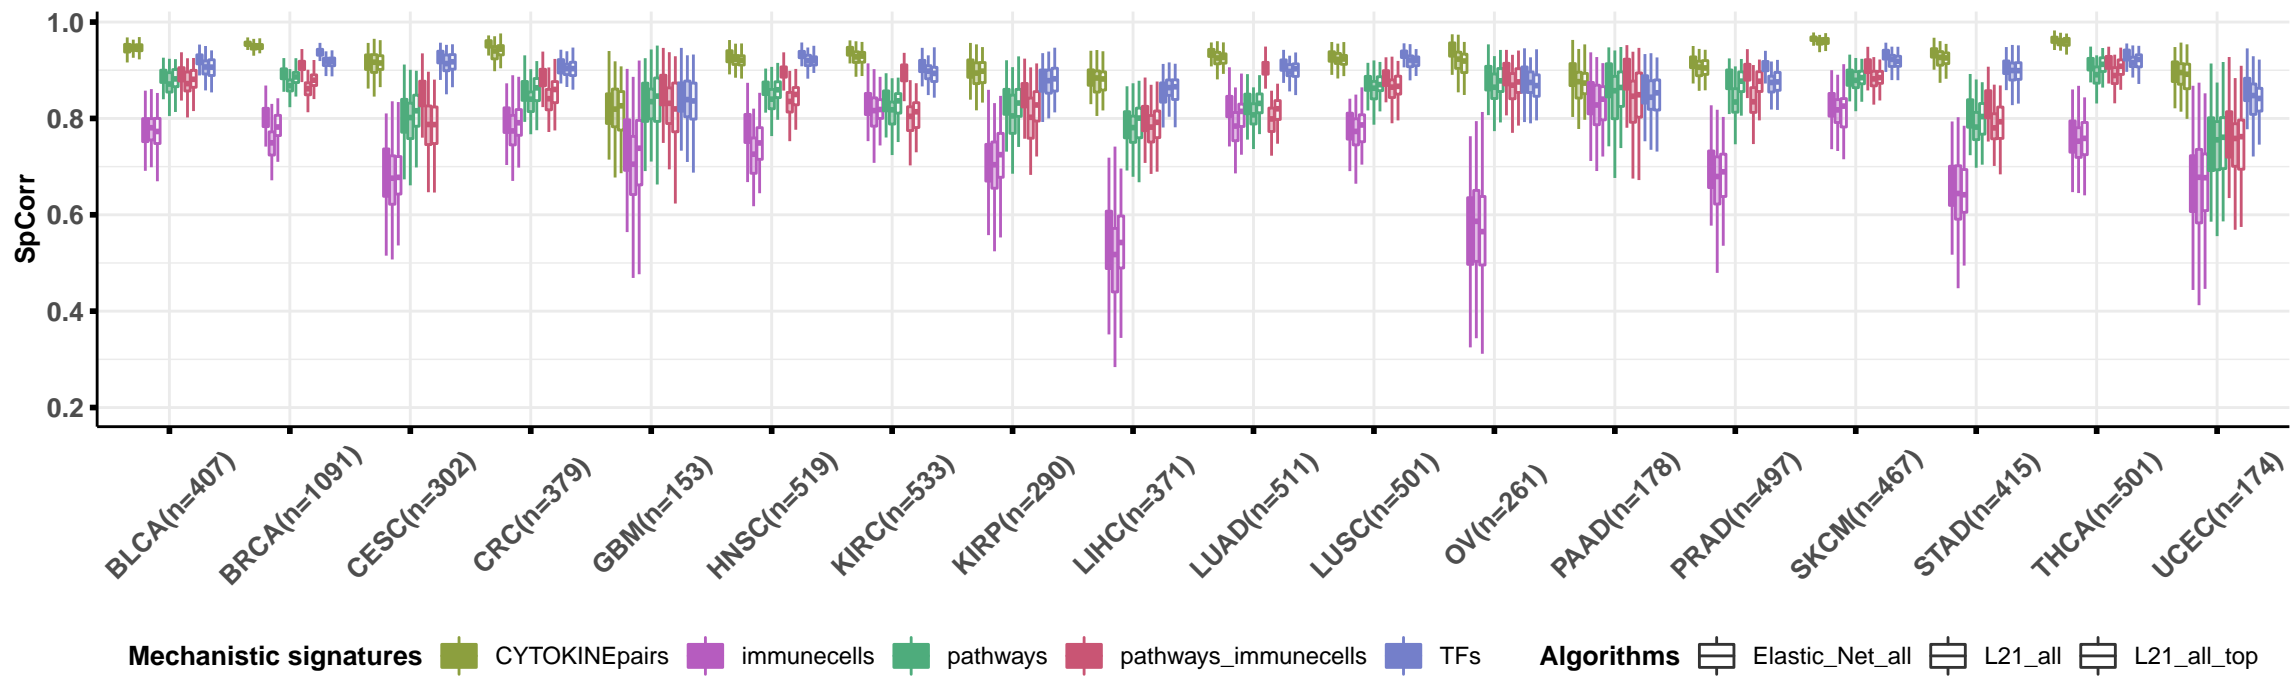 SpCorr
1.0
0.8
0.6
0.4
0.2
BLCA(n=407)
BRCA(n=1091)
CESC(n=302)
CRC(n=379)
GBM(n=153)
HNSC(n=519)
KIRC(n=533)
KIRP(n=290)
LIHC(n=371)
LUAD(n=511)
LUSC(n=501)
OV(n=261)
PAAD(n=178)
PRAD(n=497)
SKCM(n=467)
STAD(n=415)
THCA(n=501)
UCEC(n=174)
Mechanistic signatures CYTOKINEpairs immunecells pathways pathways_immunecells TFs Algorithms Elastic_Net_all L21_all L21_all_top